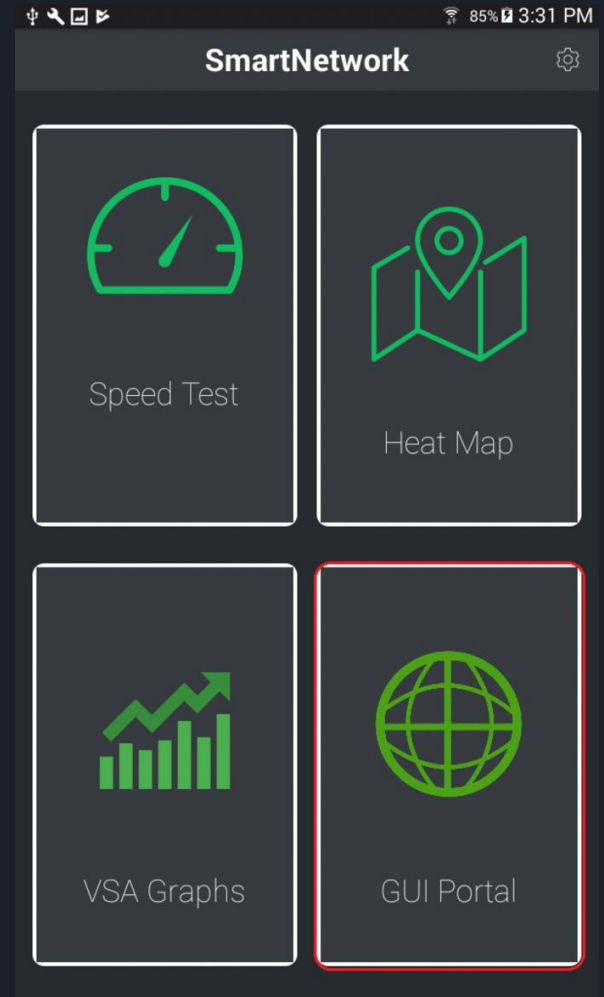 85% 3:31 PM
SmartNetwork
Speed Test
Heat Map
VSA Graphs
GUI Portal